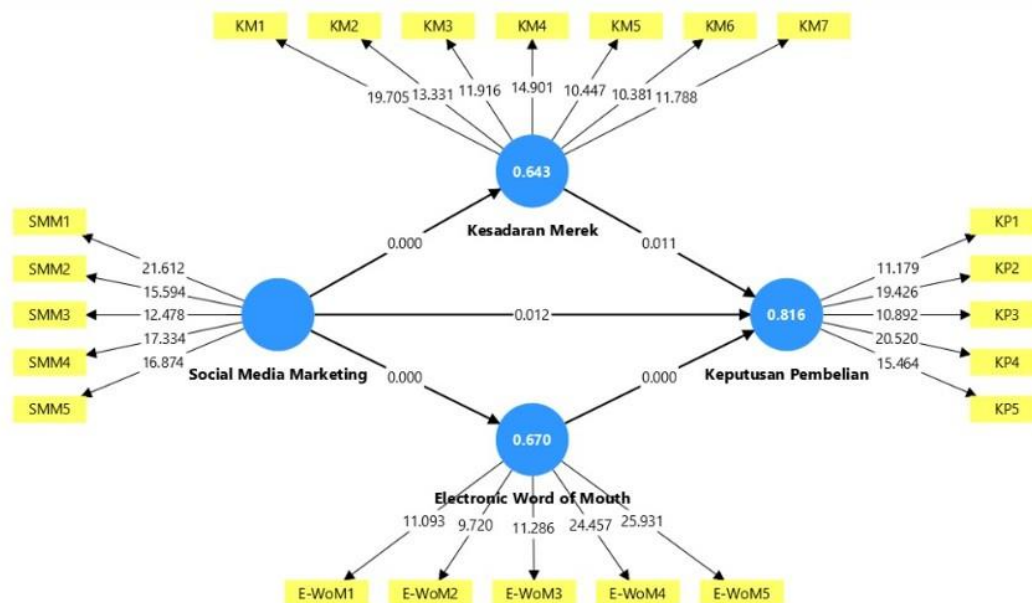 KM1 KM2 KM3 KM4 KM5 KM6 KM7
19.705 13.331 11.916 14.901 10.447 10.381 11.788
0.643
Kesadaran Merek
SMM1
SMM2
SMM3
SMM4
SMM5
21.612
15.594
12.478
17.334
16.874
Social Media Marketing
0.000
0.011
0.012
0.000
0.000
0.816
Keputusan Pembelian
11.179
19.426
10.892
20.520
15.464
KP1
KP2
KP3
KP4
KP5
0.670
Electronic Word of Mouth
11.093 9.720 11.286 24.457 25.931
E-WoM1 E-WoM2 E-WoM3 E-WoM4 E-WoM5